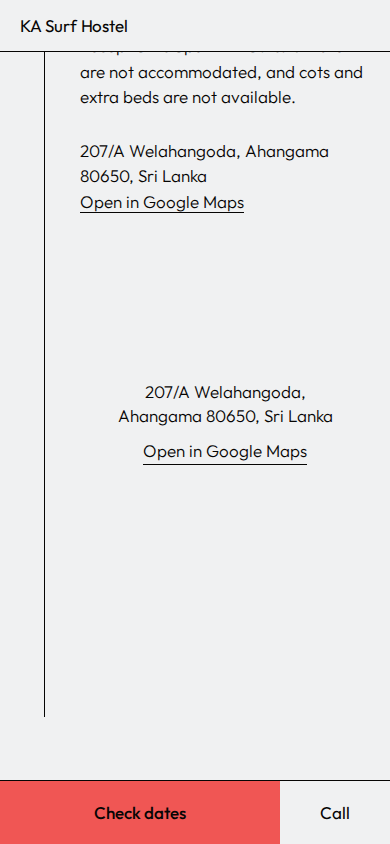 KA Surf Hostel
are not accommodated, and cots and
extra beds are not available.
207/A Welahangoda, Ahangama
80650, Sri Lanka
Open in Google Maps
207/A Welahangoda,
Ahangama 80650, Sri Lanka
Open in Google Maps
Check dates
Call